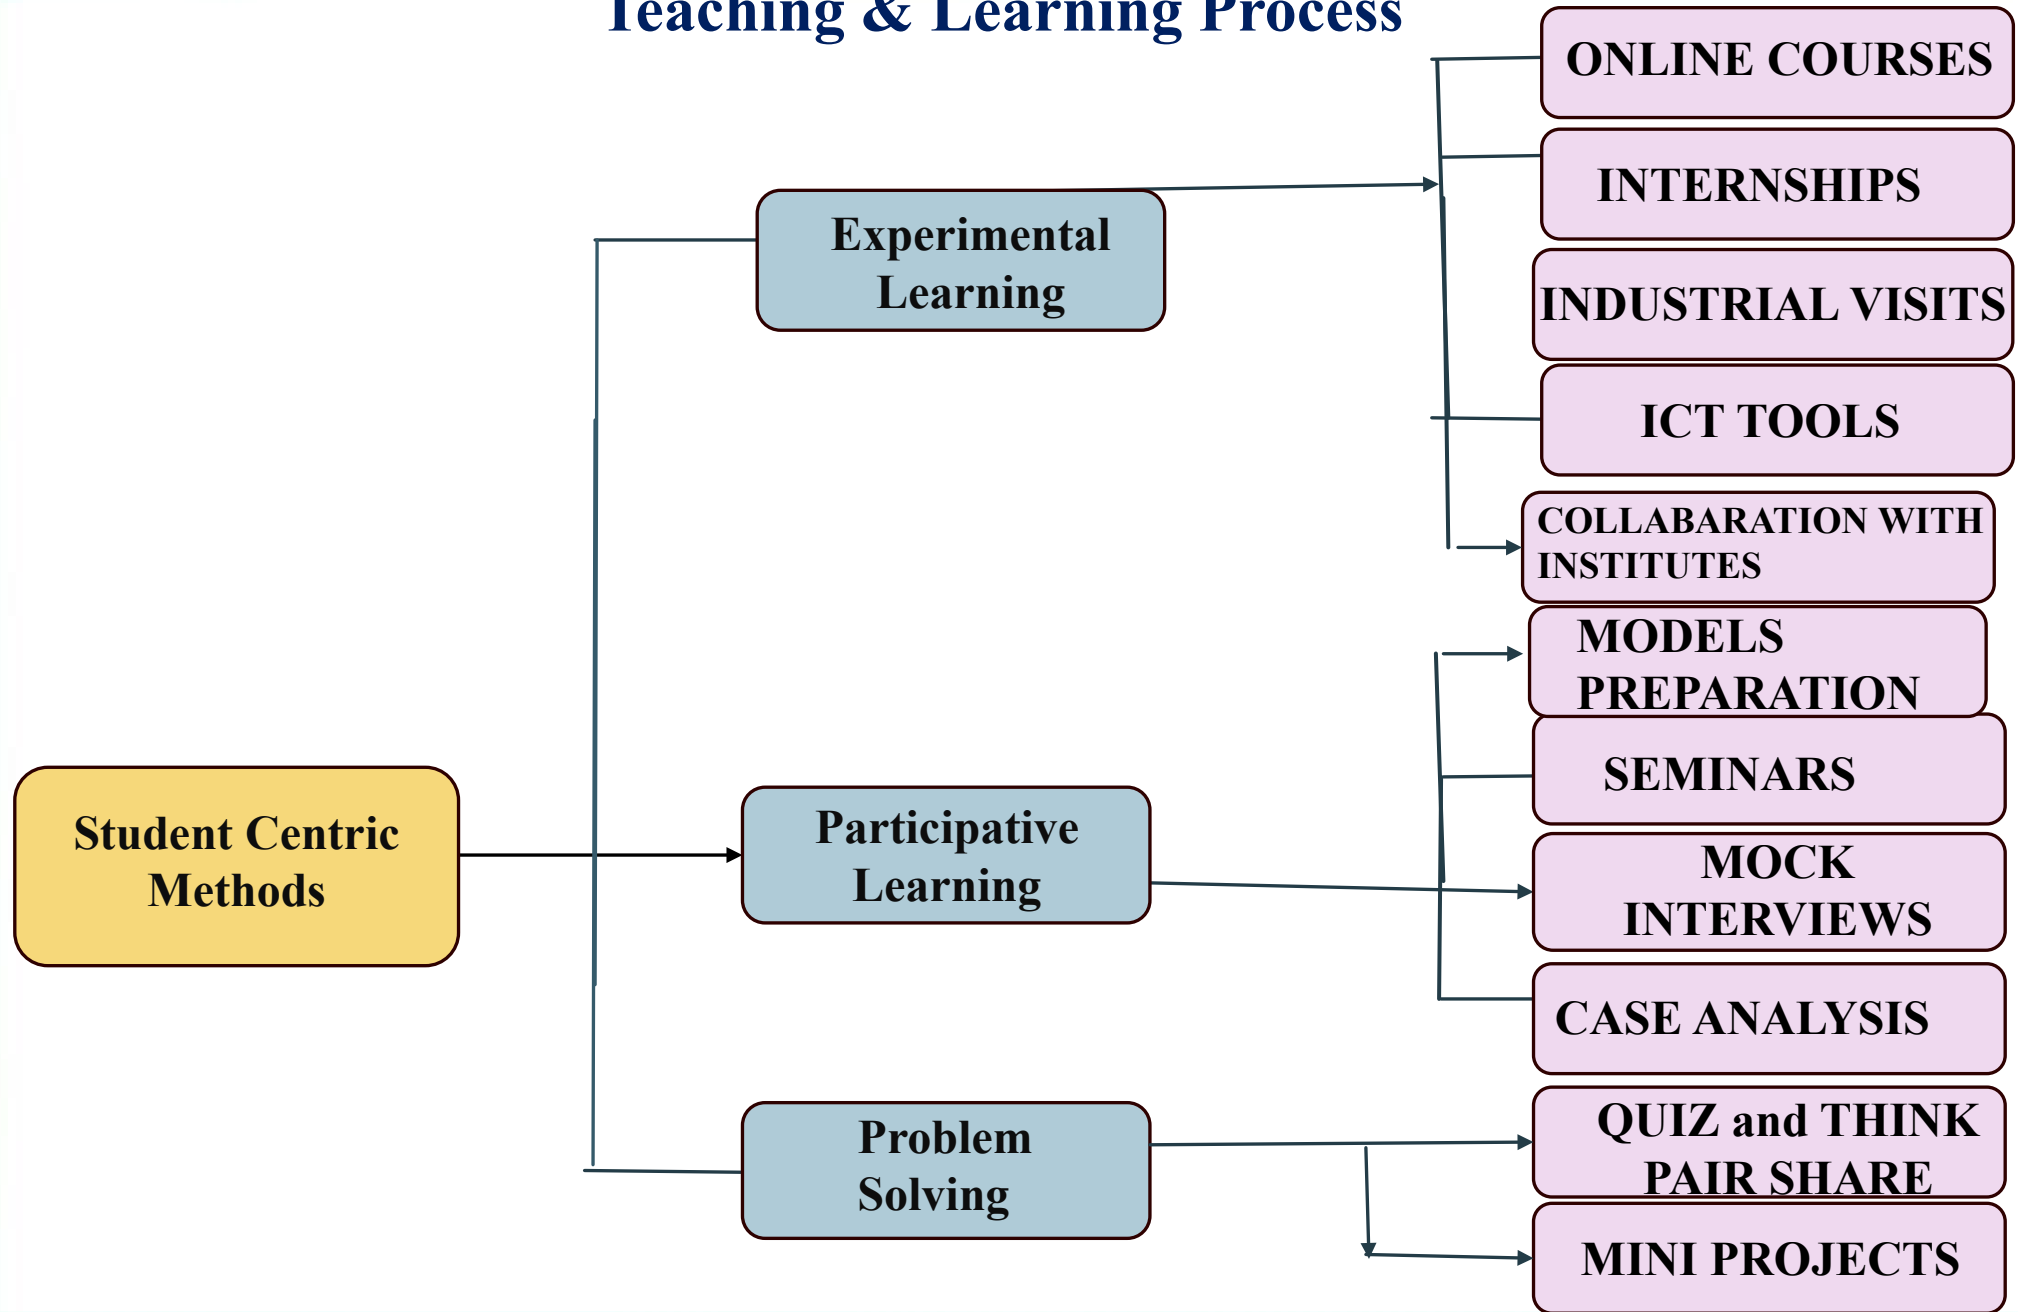 Teaching & Learning Process
ONLINE COURSES
INTERNSHIPS
Experimental
Learning
INDUSTRIAL VISITS
ICT TOOLS
COLLABARATION WITH
INSTITUTES
MODELS
PREPARATION
SEMINARS
Student Centric
Methods
Participative
Learning
MOCK
INTERVIEWS
CASE ANALYSIS
Problem
Solving
QUIZ and THINK
PAIR SHARE
MINI PROJECTS